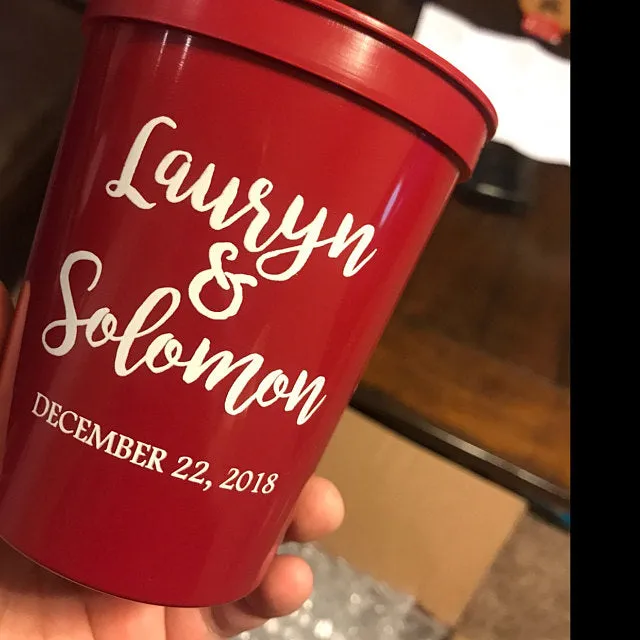 Lauryn
&
Solomon
DECEMBER 22, 2018